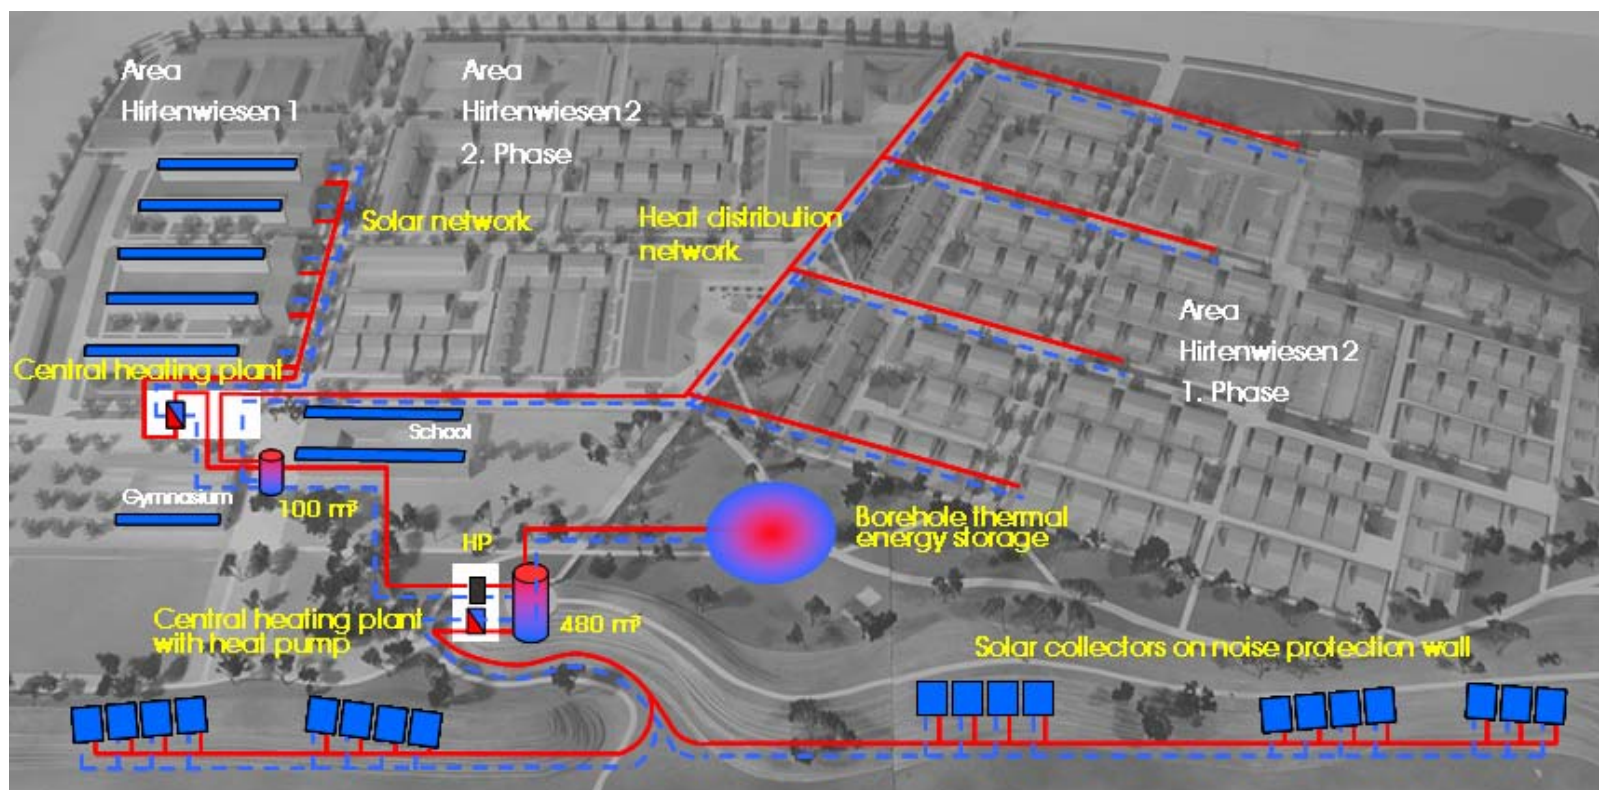 Area
Hirtenwiesen 1
Area
Hirtenwiesen 2
2. Phase
Solar network
Heat distribution
network
Area
Hirtenwiesen 2
1. Phase
Central heating plant
School
Gymnasium
100 m³
HP
Borehole thermal
energy storage
Central heating plant
with heat pump
480 m³
Solar collectors on noise protection wall